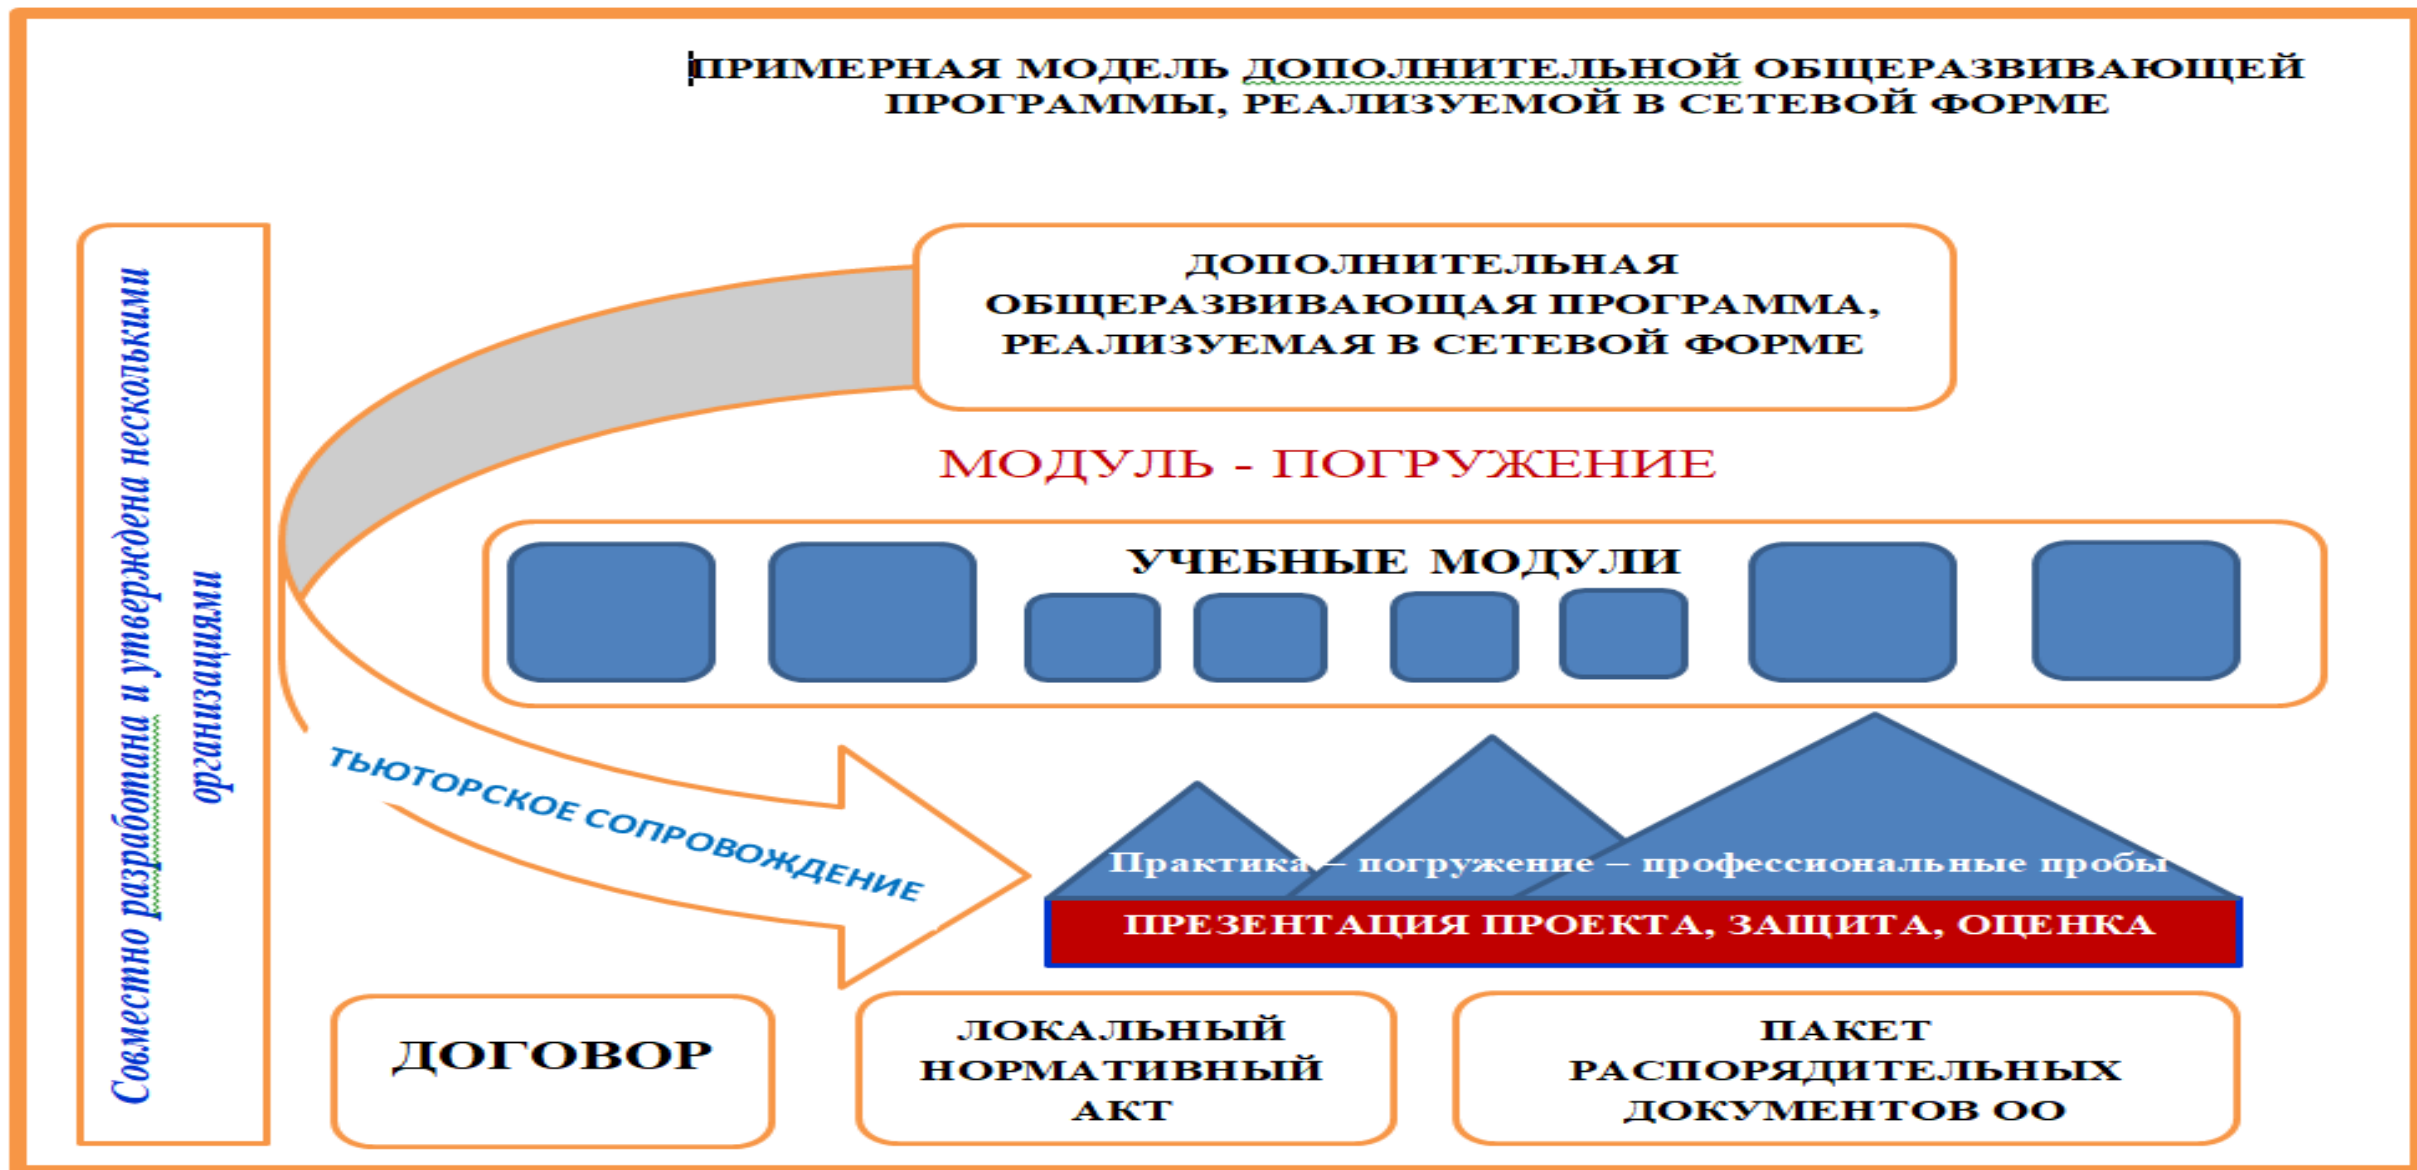 ПРИМЕРНАЯ МОДЕЛЬ ДОПОЛНИТЕЛЬНОЙ ОБЩЕРАЗВИВАЮЩЕЙ
ПРОГРАММЫ, РЕАЛИЗУЕМОЙ В СЕТЕВОЙ ФОРМЕ
Совместно разработана и утверждена несколькими
организациями
ДОПОЛНИТЕЛЬНАЯ
ОБЩЕРАЗВИВАЮЩАЯ ПРОГРАММА,
РЕАЛИЗУЕМАЯ В СЕТЕВОЙ ФОРМЕ
МОДУЛЬ - ПОГРУЖЕНИЕ
УЧЕБНЫЕ МОДУЛИ
ТЬЮТОРСКОЕ СОПРОВОЖДЕНИЕ
Практика – погружение – профессиональные пробы
ПРЕЗЕНТАЦИЯ ПРОЕКТА, ЗАЩИТА, ОЦЕНКА
ДОГОВОР
ЛОКАЛЬНЫЙ
НОРМАТИВНЫЙ
АКТ
ПАКЕТ
РАСПОРЯДИТЕЛЬНЫХ
ДОКУМЕНТОВ ОО